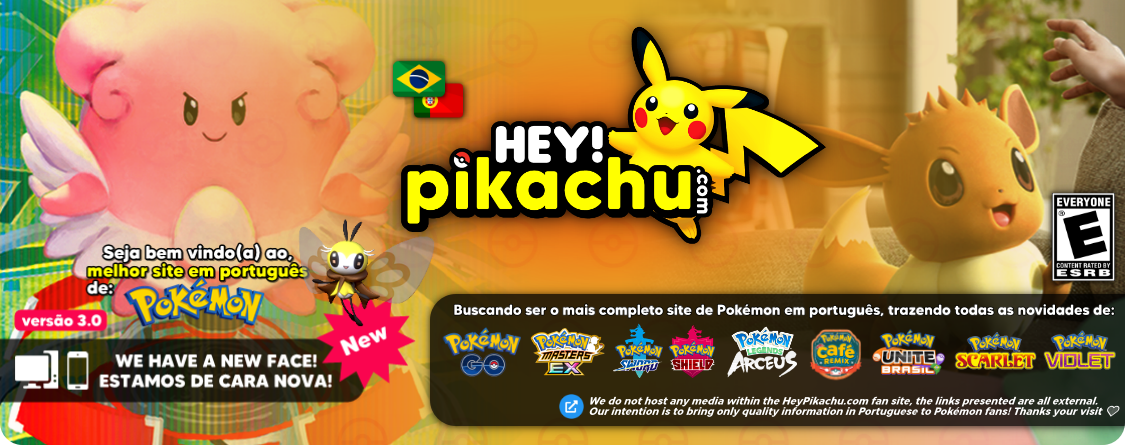 HEY!
pikachu.com
EVERYONE
E
®
CONTENT RATED BY
ESRB
Seja bem vindo(a) ao,
melhor site em português
de:
POKéMON
versão 3.0
New
WE HAVE A NEW FACE!
ESTAMOS DE CARA NOVA!
Buscando ser o mais completo site de Pokémon em português, trazendo todas as novidades de:
POKéMON GO
POKéMON MASTERS EX
POKéMON SWORD
POKéMON SHIELD
POKéMON LEGENDS ARCEUS
POKéMON Café REMIX
POKéMON UNITE BRASIL
POKéMON SCARLET
POKéMON VIOLET
We do not host any media within the HeyPikachu.com fan site, the links presented are all external.
Our intention is to bring only quality information in Portuguese to Pokémon fans! Thanks your visit ♡